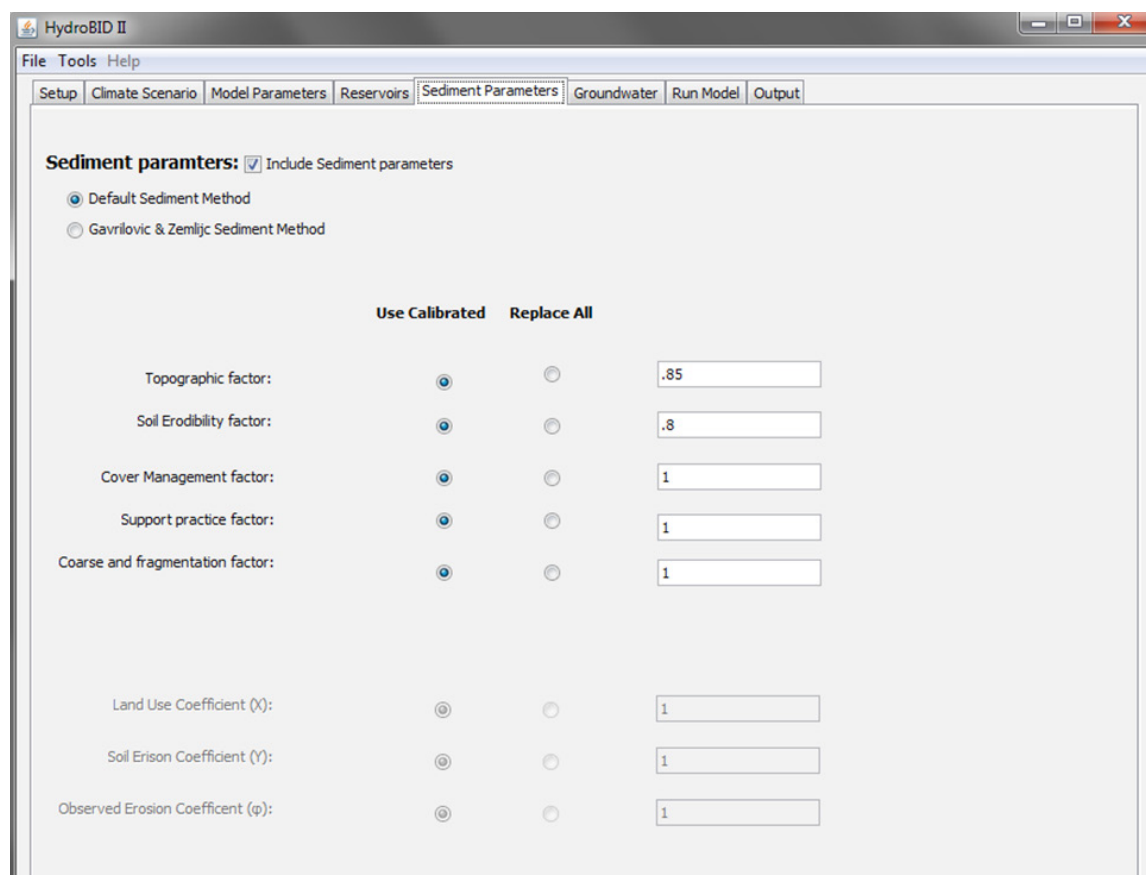 HydroBID II
File Tools Help
Setup Climate Scenario Model Parameters Reservoirs Sediment Parameters Groundwater Run Model Output
Sediment paramters: Include Sediment parameters
Default Sediment Method
Gavrilovic & Zemlijc Sediment Method
Use Calibrated Replace All
Topographic factor: .85
Soil Erodibility factor: .8
Cover Management factor: 1
Support practice factor: 1
Coarse and fragmentation factor: 1
Land Use Coefficient (X): 1
Soil Erison Coefficient (Y): 1
Observed Erosion Coefficent (φ): 1